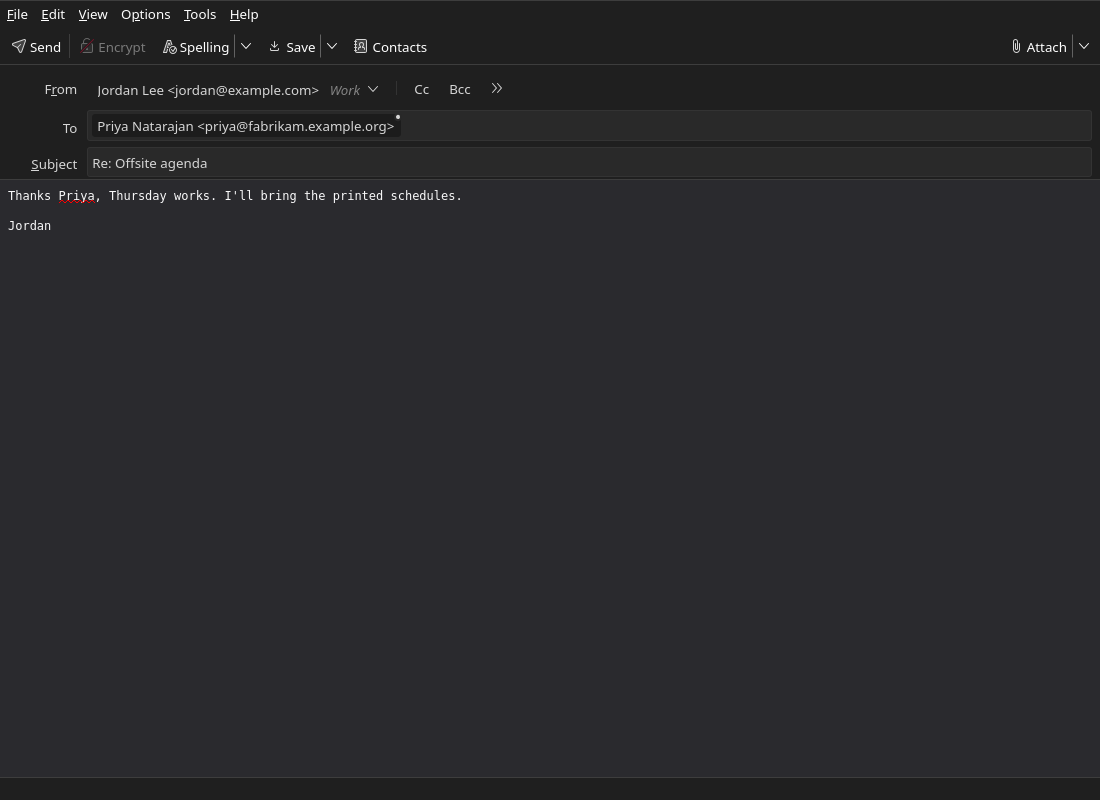 File Edit View Options Tools Help
Send Encrypt Spelling Save Contacts Attach
From Jordan Lee <jordan@example.com> Work Cc Bcc
To Priya Natarajan <priya@fabrikam.example.org>
Subject Re: Offsite agenda
Thanks Priya, Thursday works. I'll bring the printed schedules.
Jordan